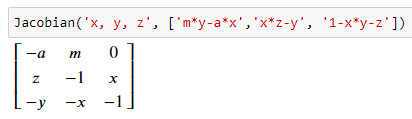 Jacobian('x, y, z', ['m*y-a*x','x*z-y', '1-x*y-z'])
-a m 0
z -1 x
-y -x -1